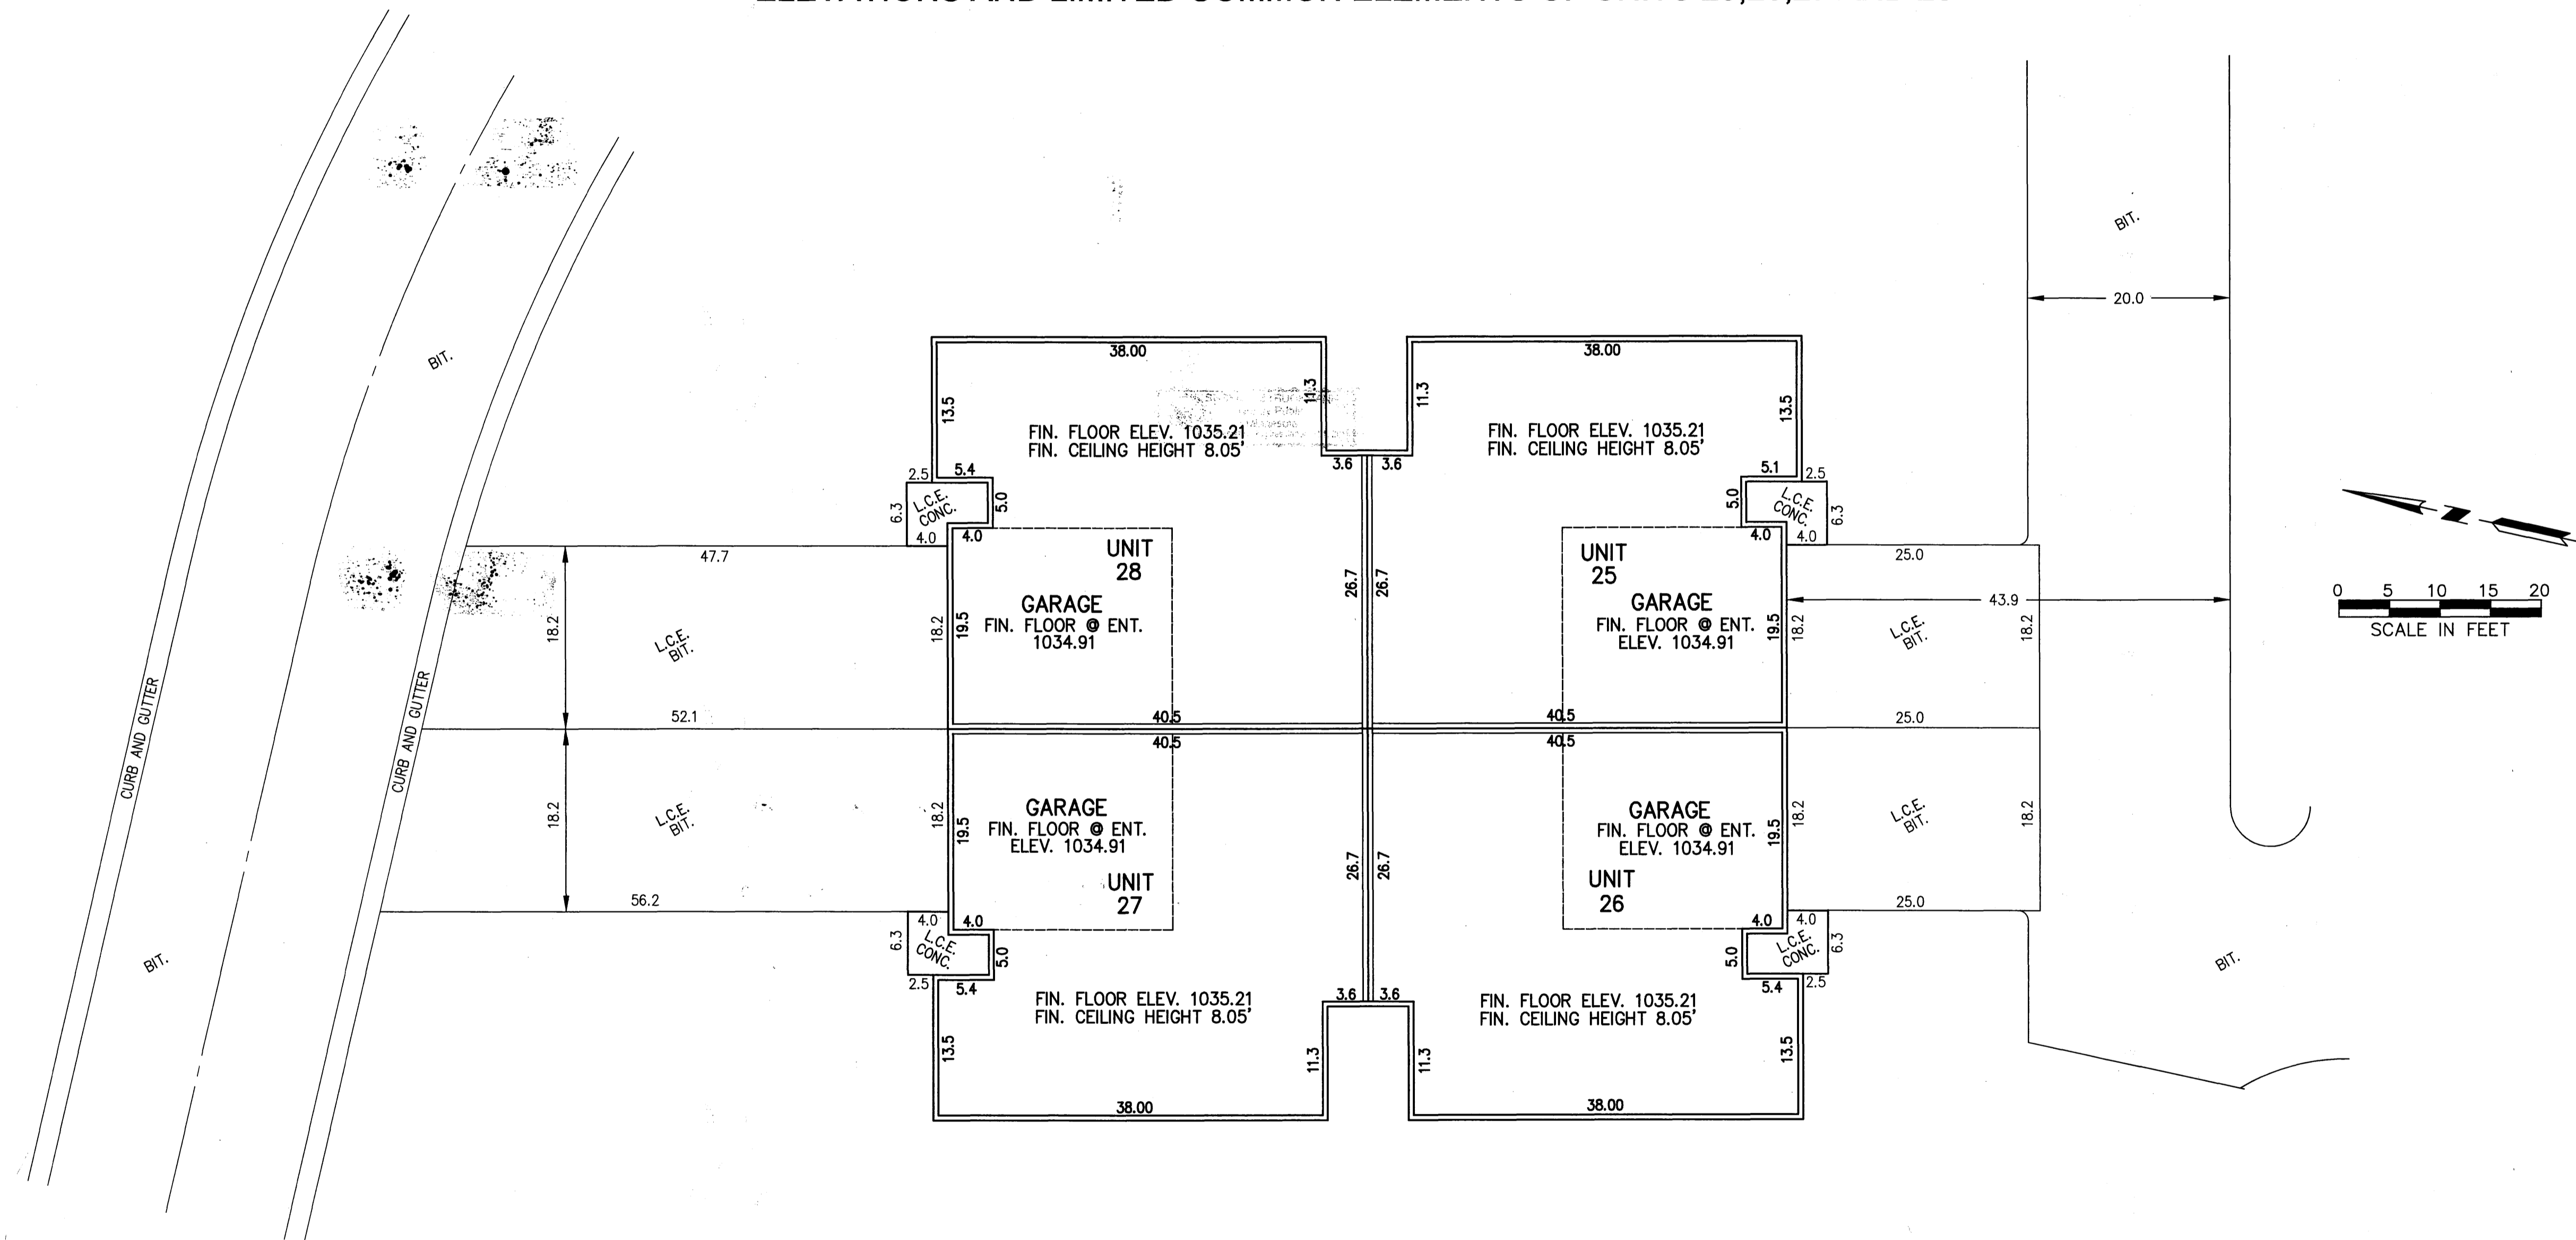 BIT.
20.0
BIT.
38.00
13.5
11.3
FIN. FLOOR ELEV. 1035.21
FIN. CEILING HEIGHT 8.05'
3.6
2.5
5.4
5.0
6.3
L.C.E.
CONC.
4.0
4.0
38.00
11.3
13.5
FIN. FLOOR ELEV. 1035.21
FIN. CEILING HEIGHT 8.05'
3.6
5.1
2.5
5.0
L.C.E.
CONC.
6.3
4.0
4.0
47.7
18.2
L.C.E.
BIT.
18.2
19.5
UNIT
28
GARAGE
FIN. FLOOR @ ENT.
1034.91
26.7
26.7
UNIT
25
GARAGE
FIN. FLOOR @ ENT.
ELEV. 1034.91
19.5
18.2
25.0
43.9
L.C.E.
BIT.
18.2
0 5 10 15 20
SCALE IN FEET
CURB AND GUTTER
CURB AND GUTTER
52.1
40.5
40.5
25.0
40.5
40.5
18.2
L.C.E.
BIT.
18.2
19.5
GARAGE
FIN. FLOOR @ ENT.
ELEV. 1034.91
UNIT
27
26.7
26.7
GARAGE
FIN. FLOOR @ ENT.
ELEV. 1034.91
UNIT
26
19.5
18.2
L.C.E.
BIT.
18.2
56.2
25.0
4.0
4.0
6.3
L.C.E.
CONC.
5.0
2.5
5.4
4.0
4.0
5.0
L.C.E.
CONC.
6.3
5.4
2.5
BIT.
BIT.
FIN. FLOOR ELEV. 1035.21
FIN. CEILING HEIGHT 8.05'
3.6
3.6
FIN. FLOOR ELEV. 1035.21
FIN. CEILING HEIGHT 8.05'
13.5
11.3
11.3
13.5
38.00
38.00